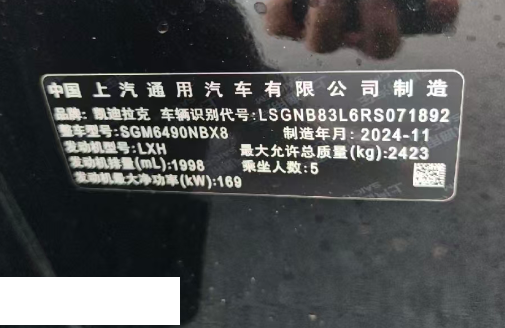 中国 上汽通用汽车有限公司制造
品牌: 凯迪拉克 车辆识别代号: LSGNB83L6RS071892
整车型号: SGM6490NBX8 制造年月: 2024-11
发动机型号: LXH 最大允许总质量(kg): 2423
发动机排量(mL): 1998 乘坐人数: 5
发动机最大净功率(kW): 169